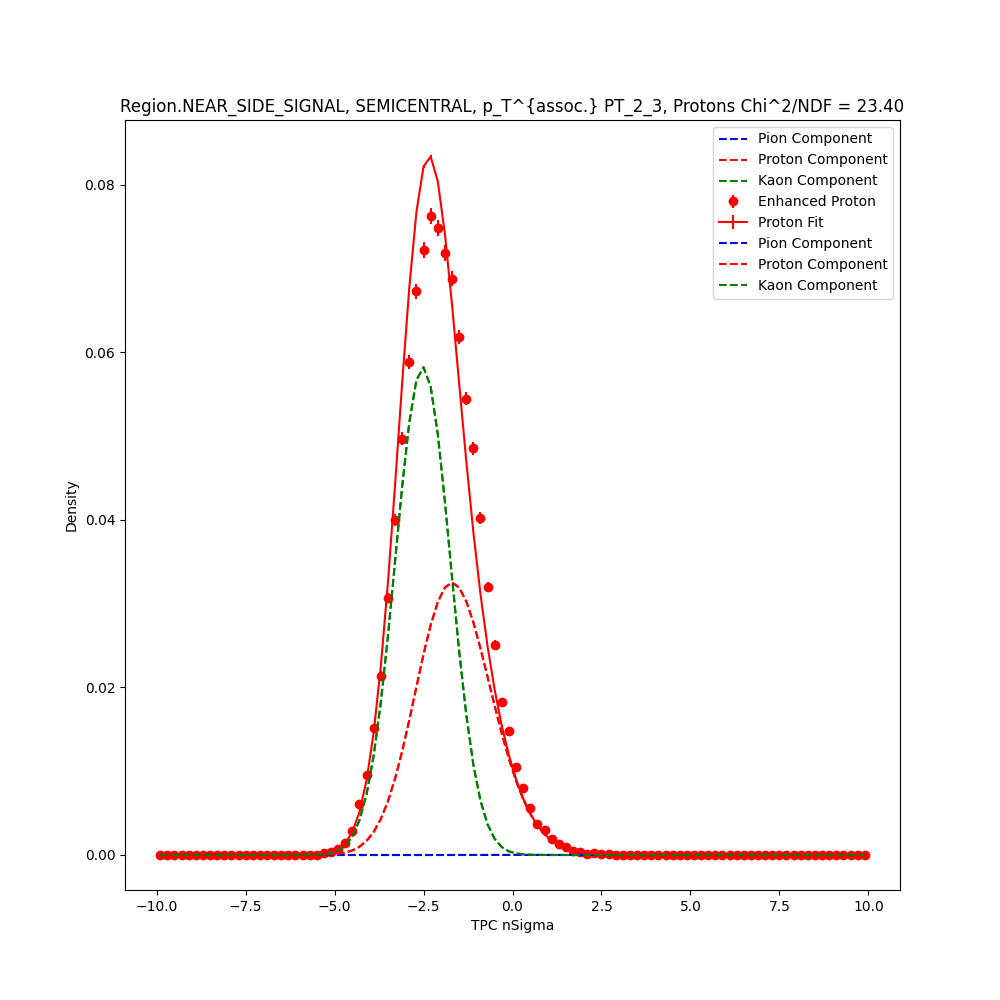 Region.NEAR_SIDE_SIGNAL, SEMICENTRAL, p_T^{assoc.} PT_2_3, Protons Chi^2/NDF = 23.40
Pion Component
Proton Component
Kaon Component
Enhanced Proton
Proton Fit
Pion Component
Proton Component
Kaon Component
0.08
0.06
0.04
0.02
0.00
Density
−10.0 −7.5 −5.0 −2.5 0.0 2.5 5.0 7.5 10.0
TPC nSigma